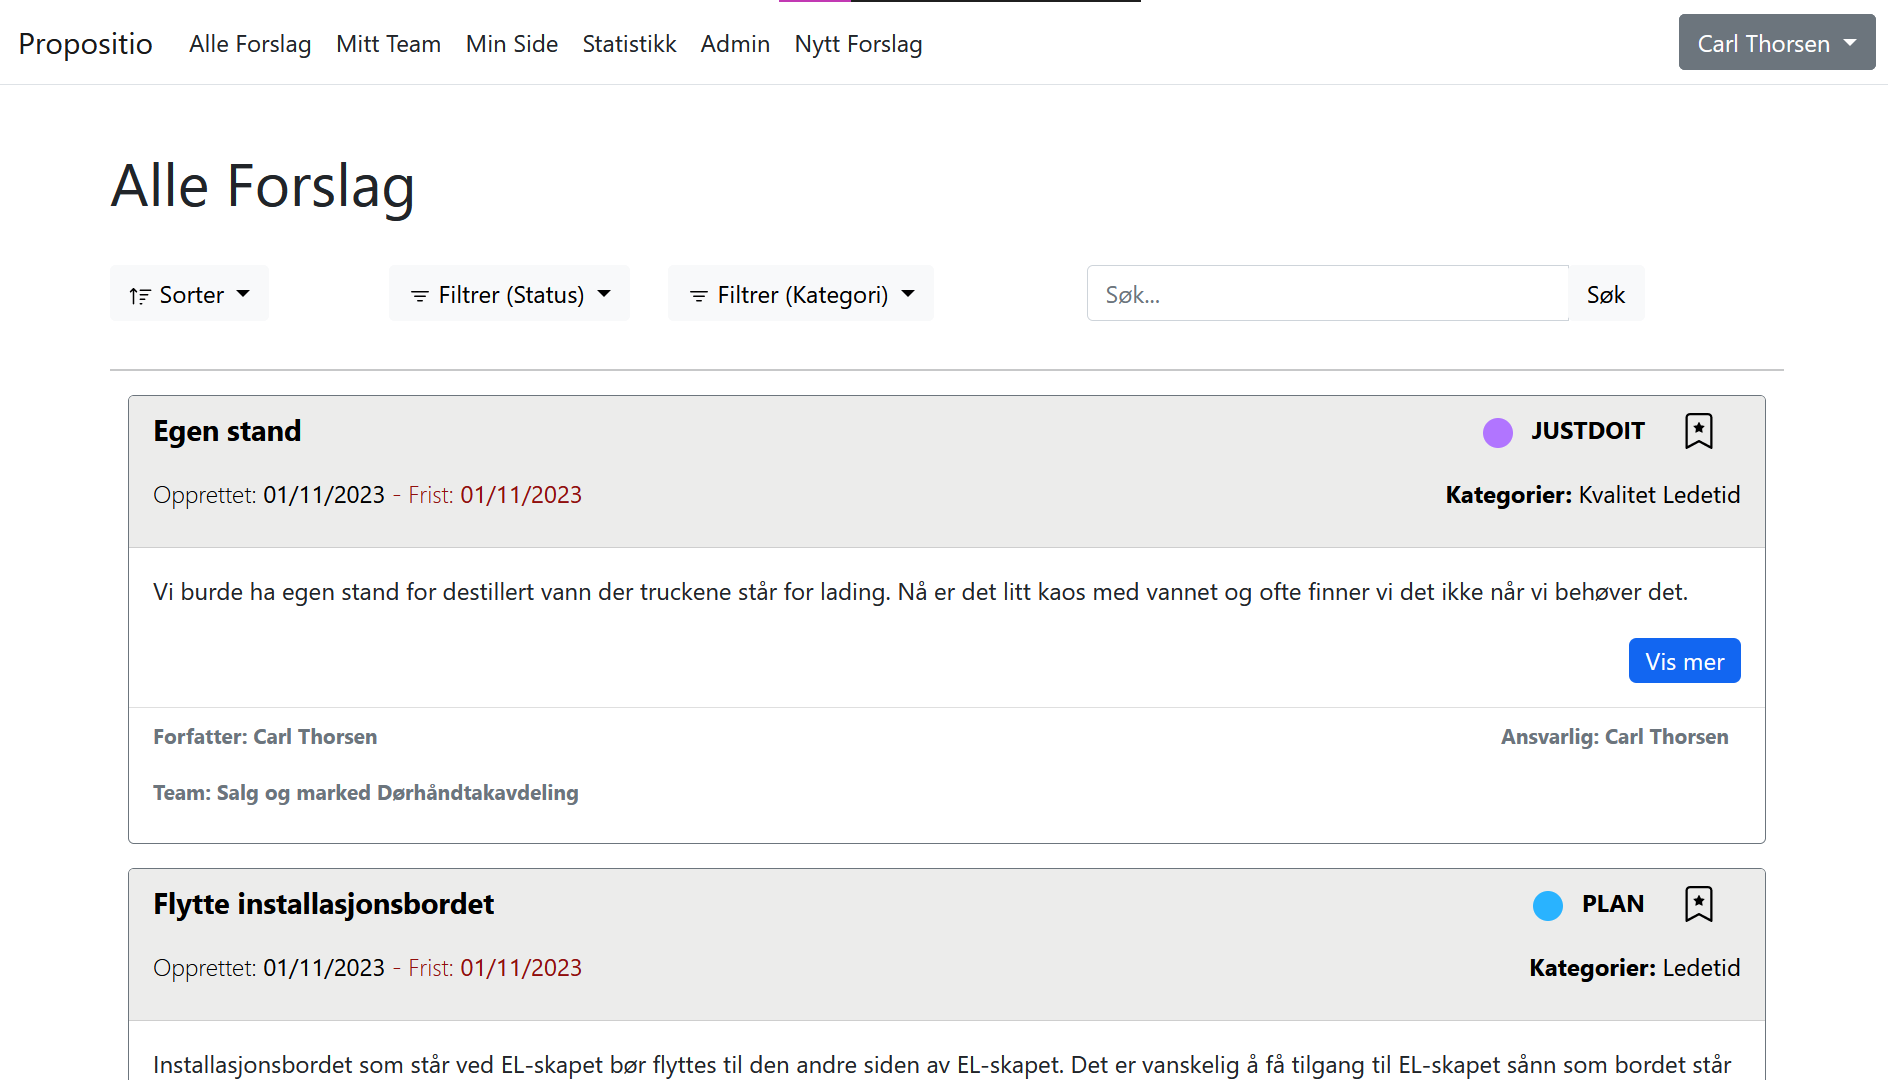 Propositio Alle Forslag Mitt Team Min Side Statistikk Admin Nytt Forslag Carl Thorsen
Alle Forslag
Sorter Filtrer (Status) Filtrer (Kategori) Søk... Søk
Egen stand JUSTDOIT
Opprettet: 01/11/2023 - Frist: 01/11/2023 Kategorier: Kvalitet Ledetid
Vi burde ha egen stand for destillert vann der truckene står for lading. Nå er det litt kaos med vannet og ofte finner vi det ikke når vi behøver det.
Vis mer
Forfatter: Carl Thorsen Ansvarlig: Carl Thorsen
Team: Salg og marked Dørhåndtakavdeling
Flytte installasjonsbordet PLAN
Opprettet: 01/11/2023 - Frist: 01/11/2023 Kategorier: Ledetid
Installasjonsbordet som står ved EL-skapet bør flyttes til den andre siden av EL-skapet. Det er vanskelig å få tilgang til EL-skapet sånn som bordet står